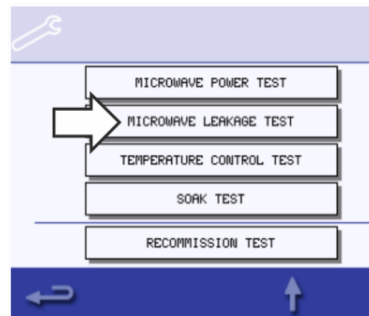 MICROWAVE POWER TEST
MICROWAVE LEAKAGE TEST
TEMPERATURE CONTROL TEST
SOAK TEST
RECOMMISSION TEST